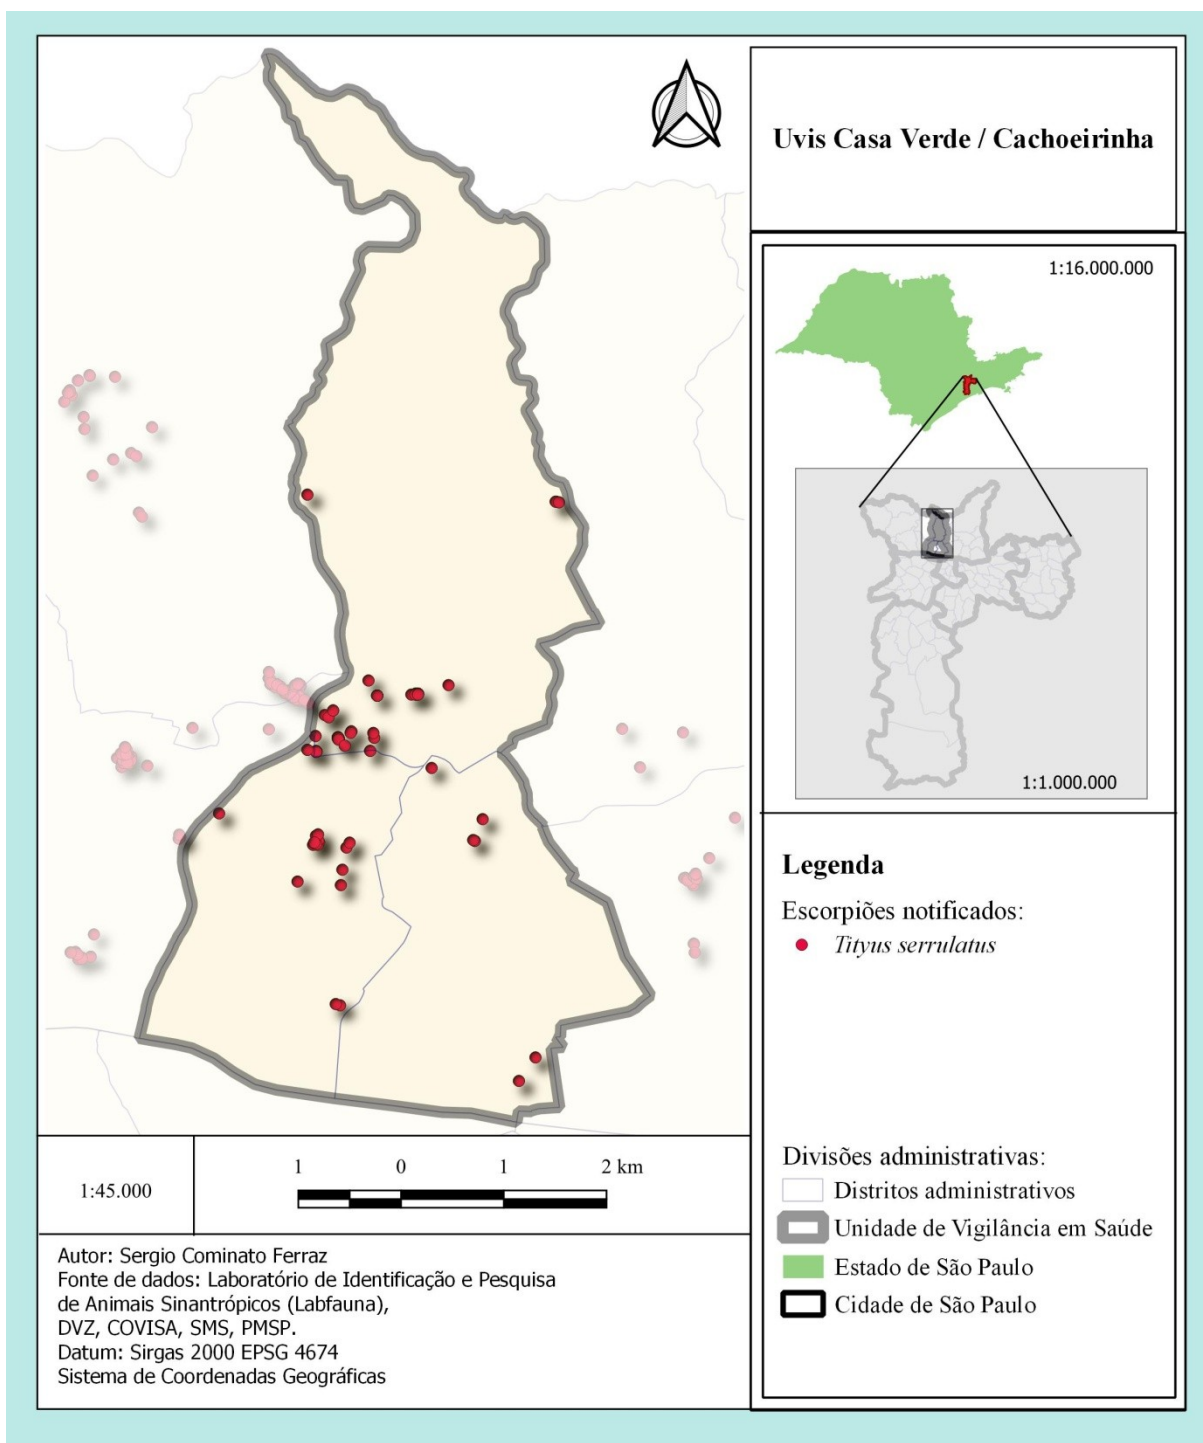 Uvis Casa Verde / Cachoeirinha
1:16.000.000
1:1.000.000
Legenda
Escorpiões notificados:
Tityus serrulatus
Divisões administrativas:
Distritos administrativos
Unidade de Vigilância em Saúde
Estado de São Paulo
Cidade de São Paulo
1:45.000
1 0 1 2 km
Autor: Sergio Cominato Ferraz
Fonte de dados: Laboratório de Identificação e Pesquisa
de Animais Sinantrópicos (Labfauna),
DVZ, COVISA, SMS, PMSP.
Datum: Sirgas 2000 EPSG 4674
Sistema de Coordenadas Geográficas